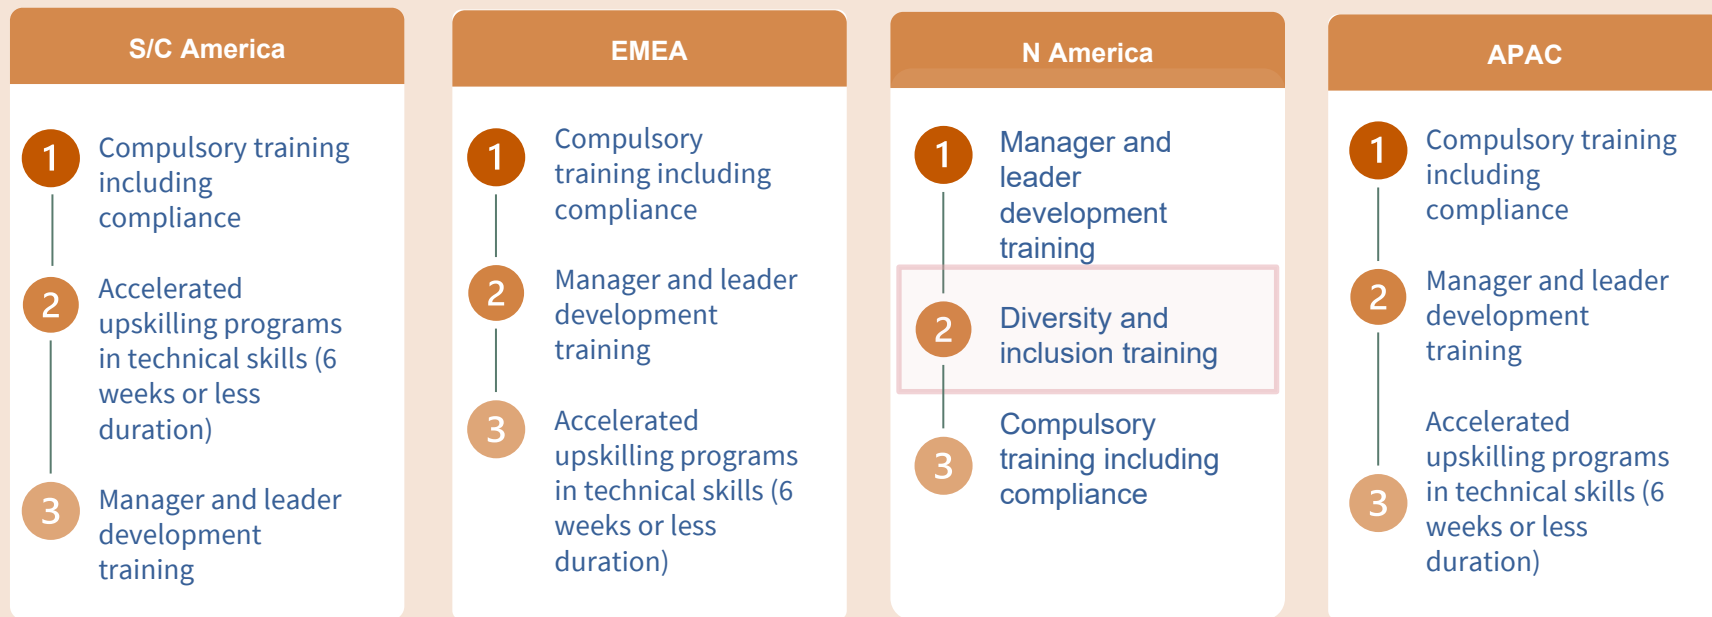 S/C America
1
Compulsory training
including
compliance
2
Accelerated
upskilling programs
in technical skills (6
weeks or less
duration)
3
Manager and leader
development
training
EMEA
1
Compulsory
training including
compliance
2
Manager and leader
development
training
3
Accelerated
upskilling programs
in technical skills (6
weeks or less
duration)
N America
1
Manager and
leader
development
training
2
Diversity and
inclusion training
3
Compulsory
training including
compliance
APAC
1
Compulsory training
including
compliance
2
Manager and leader
development
training
3
Accelerated
upskilling programs
in technical skills (6
weeks or less
duration)